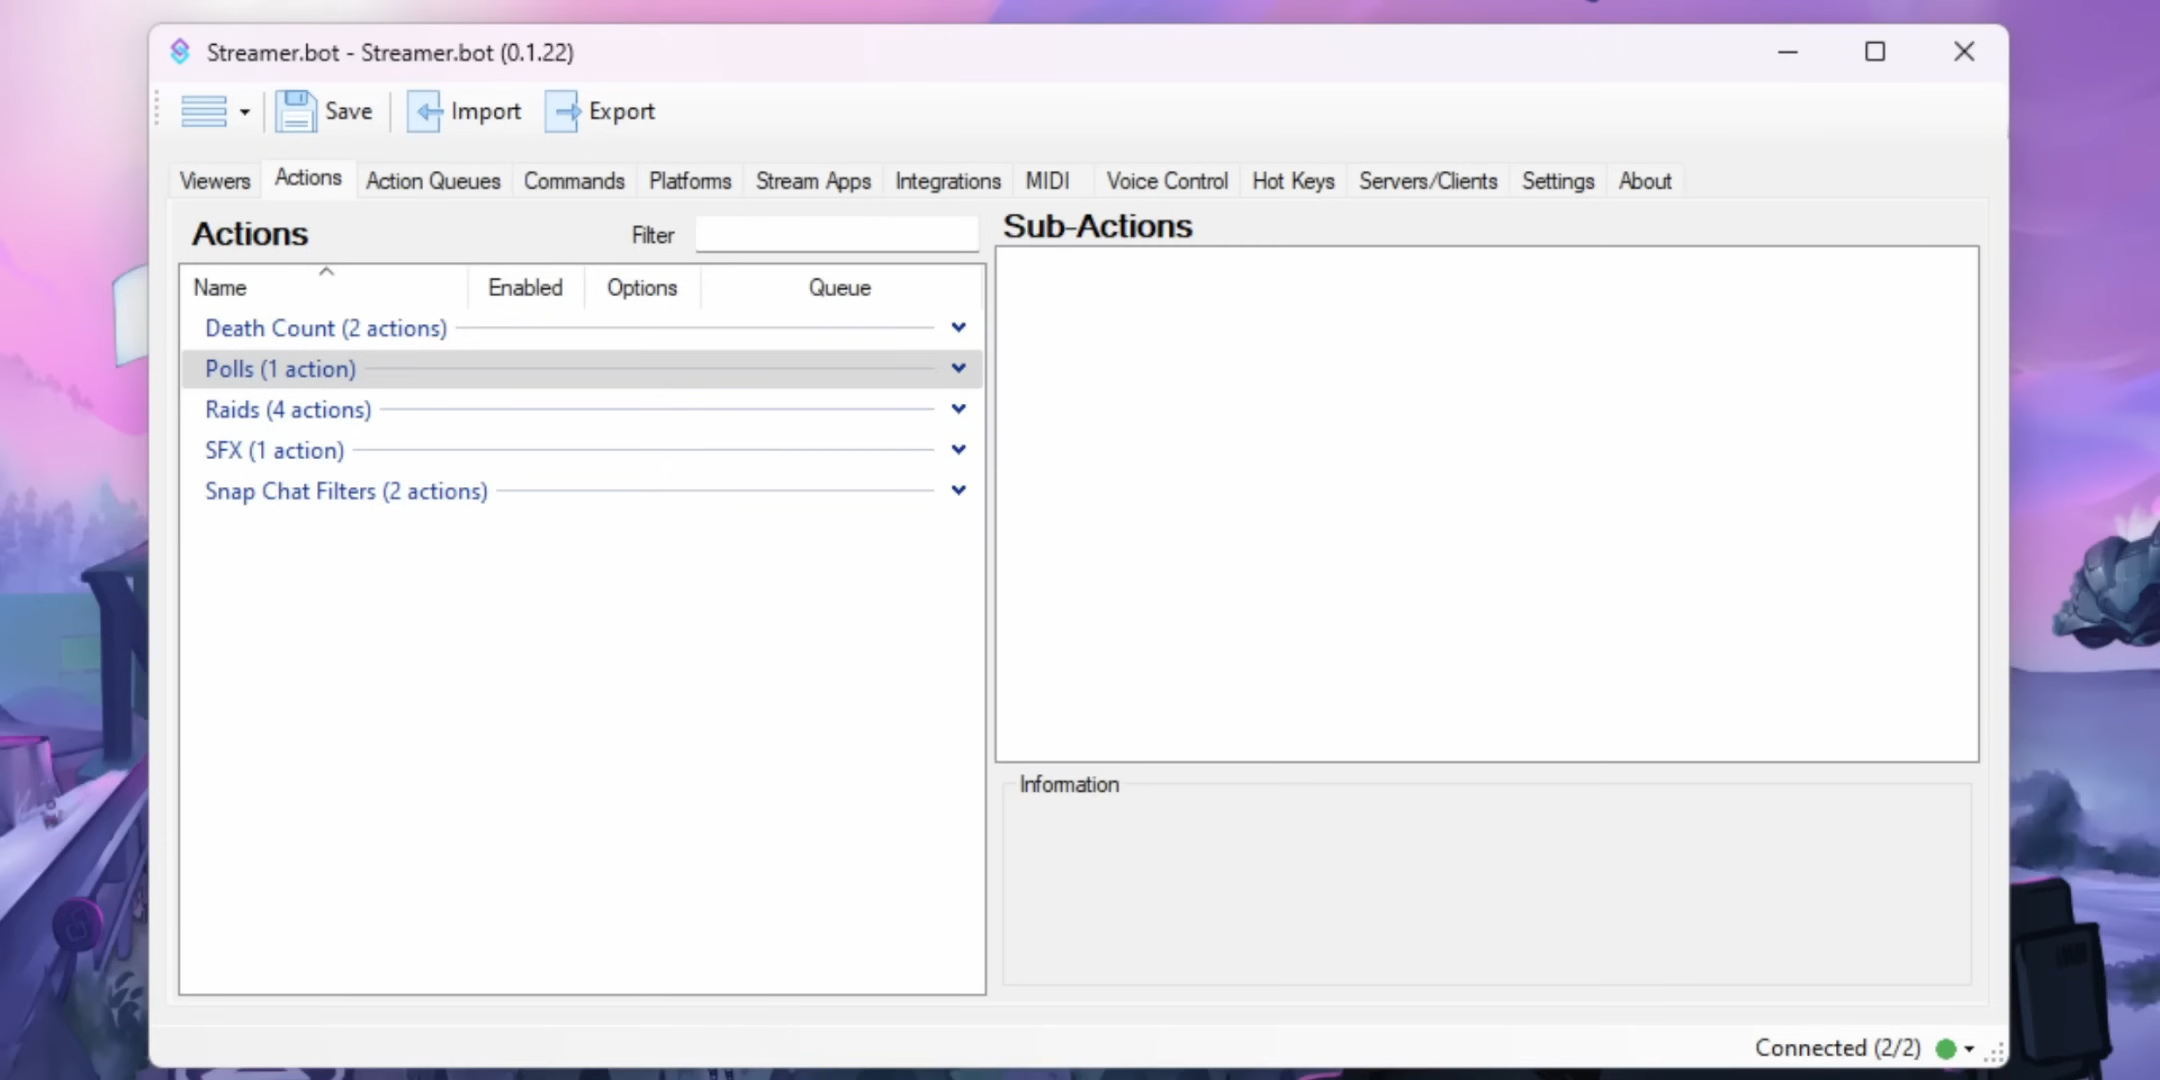 Streamer.bot - Streamer.bot (0.1.22)
Save Import Export
Viewers Actions Action Queues Commands Platforms Stream Apps Integrations MIDI Voice Control Hot Keys Servers/Clients Settings About
Actions Filter
Name Enabled Options Queue
Death Count (2 actions)
Polls (1 action)
Raids (4 actions)
SFX (1 action)
Snap Chat Filters (2 actions)
Sub-Actions
Information
Connected (2/2)